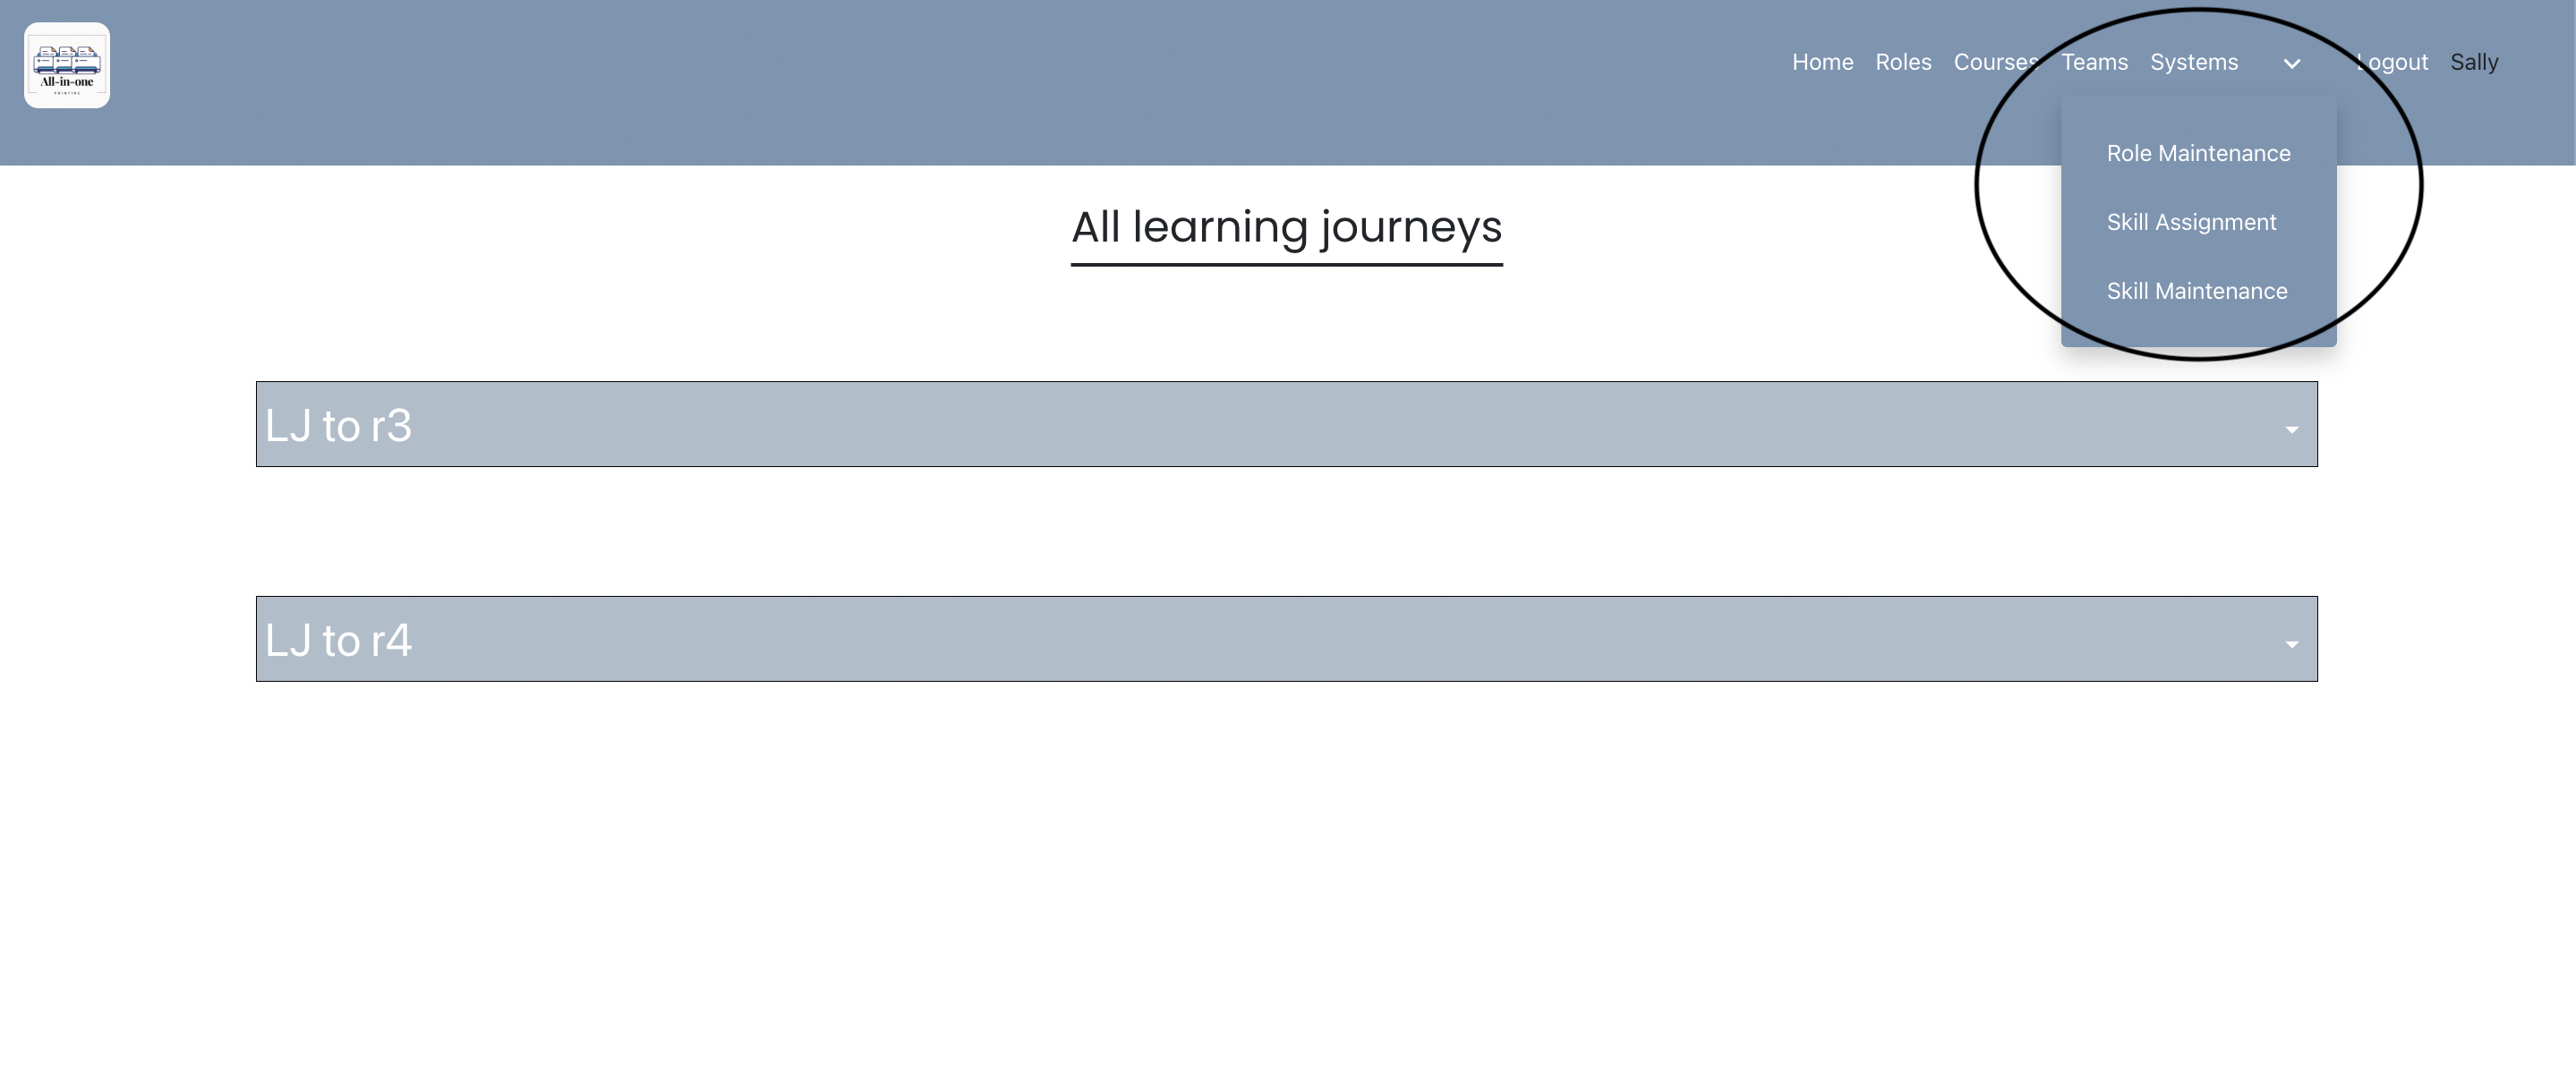 All-in-one
PRINTING
Home Roles Courses Teams Systems Logout Sally
Role Maintenance
Skill Assignment
Skill Maintenance
All learning journeys
LJ to r3
LJ to r4